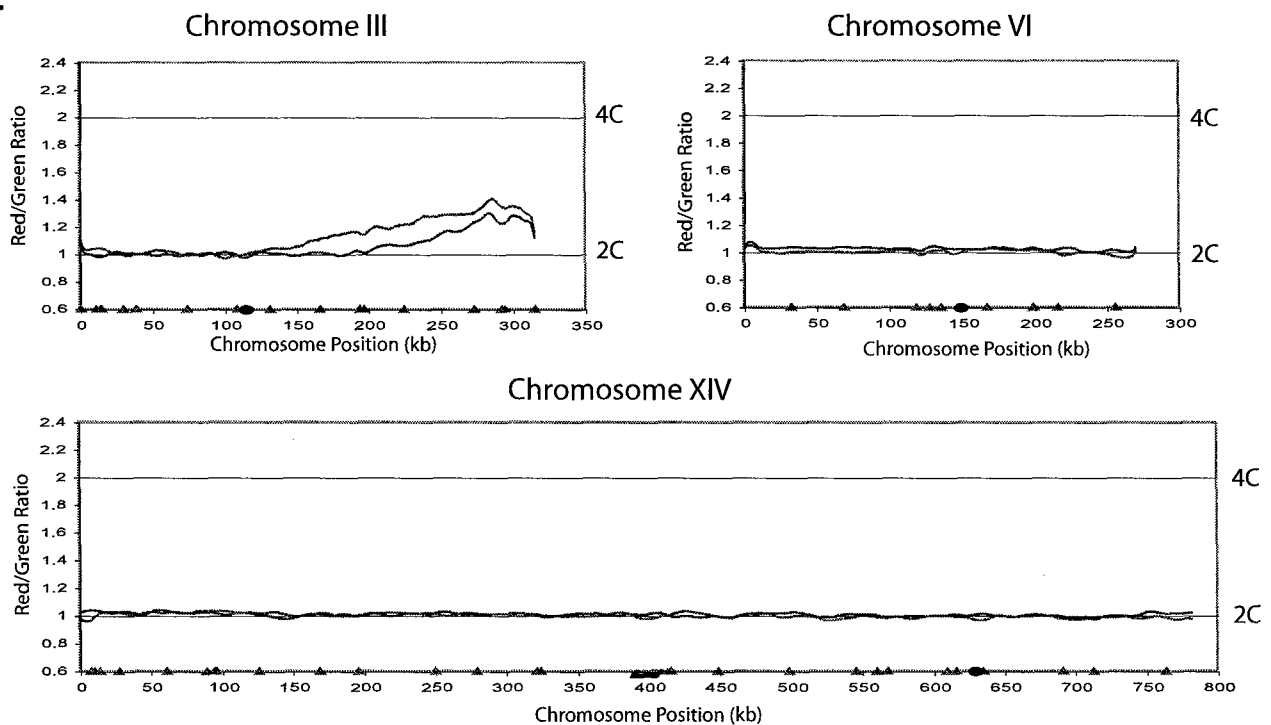 Chromosome III
Chromosome VI
2.4
2.2
2
1.8
1.6
1.4
1.2
1
0.8
0.6
Red/Green Ratio
4C
2C
0 50 100 150 200 250 300 350
Chromosome Position (kb)
2.4
2.2
2
1.8
1.6
1.4
1.2
1
0.8
0.6
Red/Green Ratio
4C
2C
0 50 100 150 200 250 300
Chromosome Position (kb)
Chromosome XIV
2.4
2.2
2
1.8
1.6
1.4
1.2
1
0.8
0.6
Red/Green Ratio
4C
2C
0 50 100 150 200 250 300 350 400 450 500 550 600 650 700 750 800
Chromosome Position (kb)